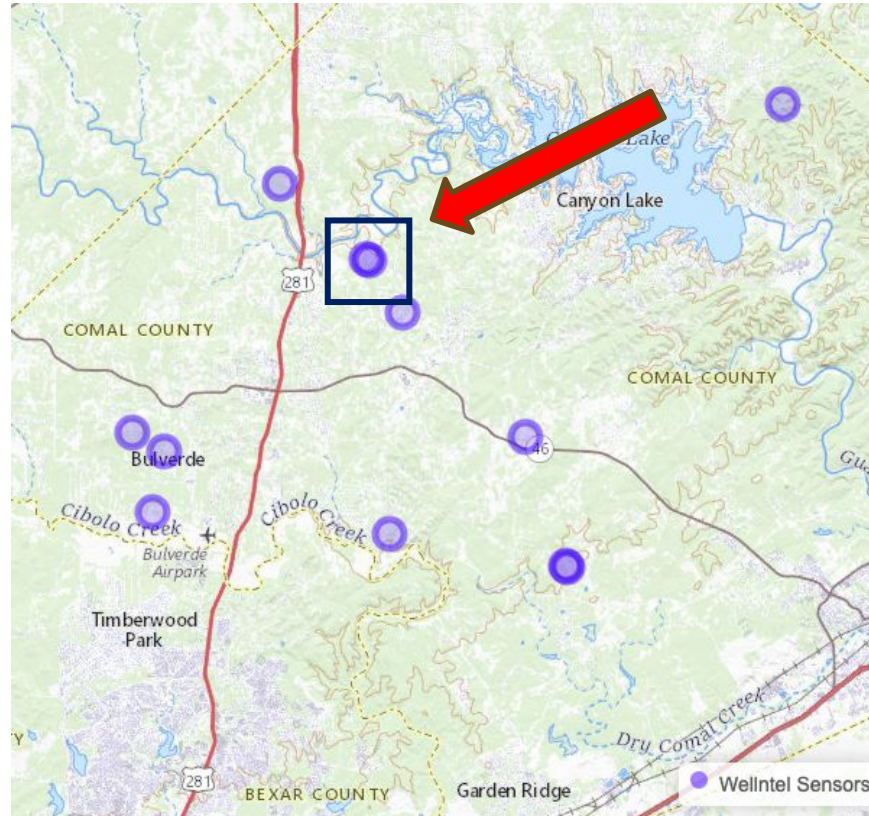 Lake
Canyon Lake
281
COMAL COUNTY
COMAL COUNTY
46
Bulverde
Cibolo Creek
Cibolo Creek
Bulverde
Airpark
Timberwood
Park
Dry Comal Creek
281
BEXAR COUNTY
Garden Ridge
WellIntel Sensors